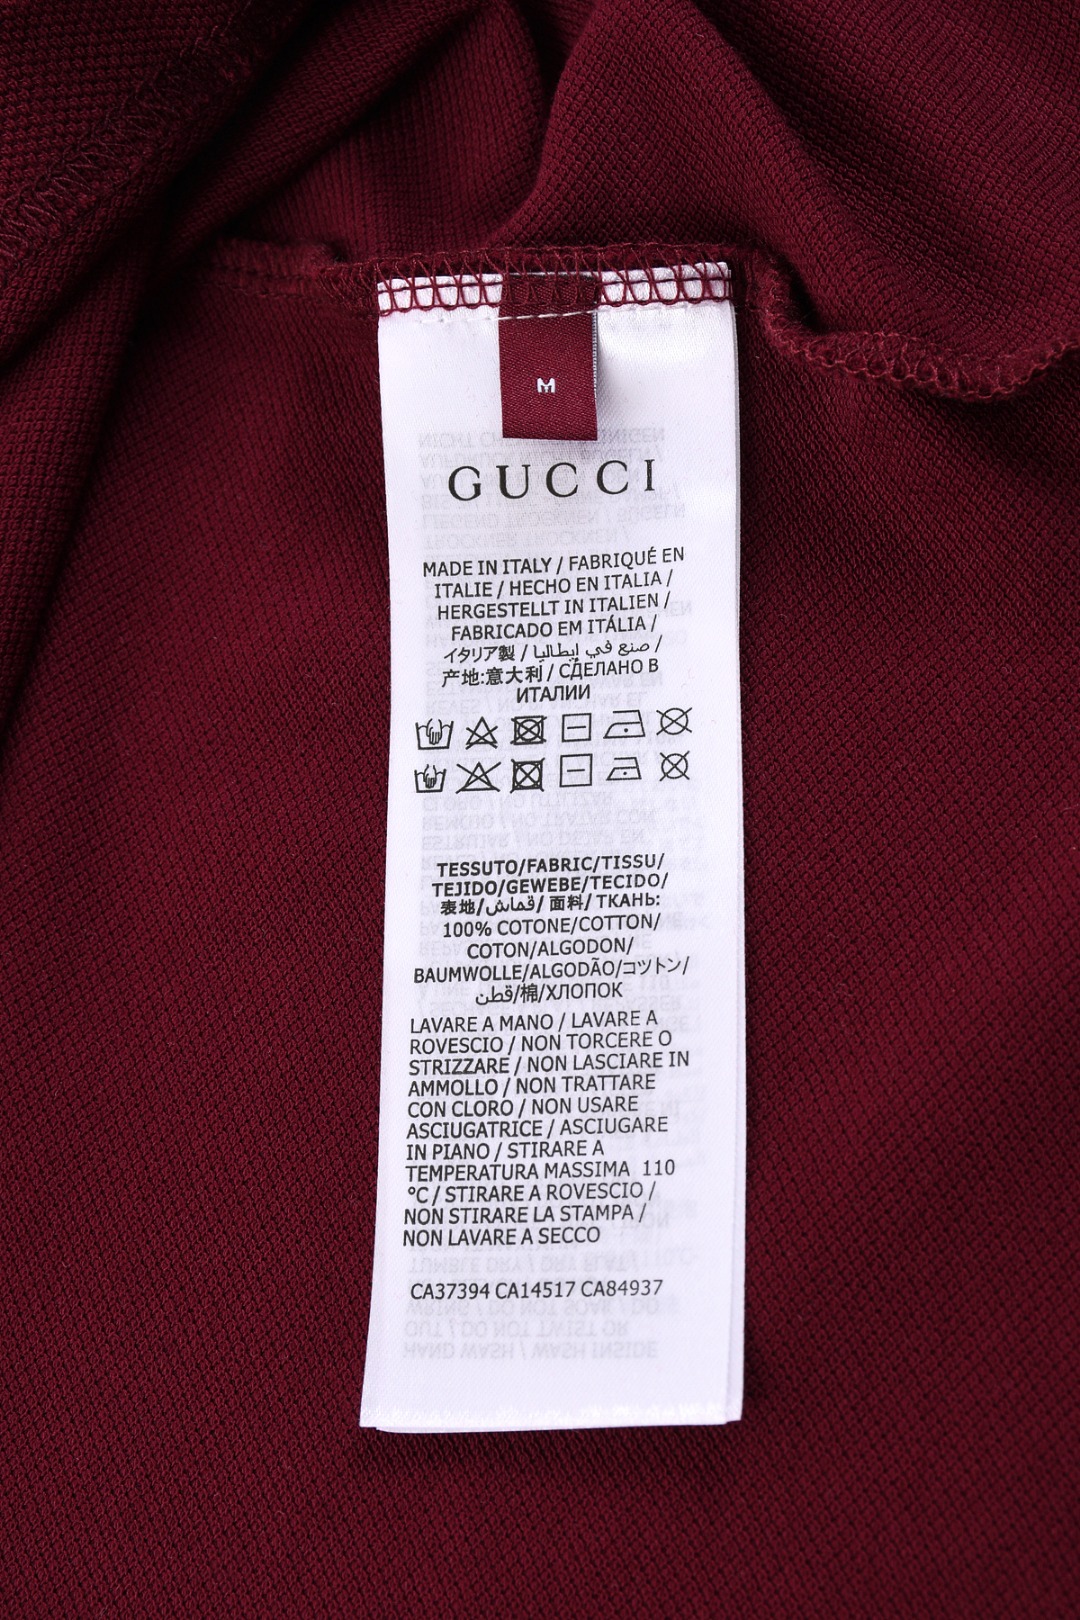 M
GUCCI
MADE IN ITALY / FABRIQUÉ EN
ITALIE / HECHO EN ITALIA /
HERGESTELLT IN ITALIEN /
FABRICADO EM ITÁLIA /
イタリア製 / صنع في إيطاليا /
产地:意大利 / СДЕЛАНО В
ИТАЛИИ
TESSUTO/FABRIC/TISSU/
TEJIDO/GEWEBE/TECIDO/
表地/قماش/ 面料/ ТКАНЬ:
100% COTONE/COTTON/
COTON/ALGODON/
BAUMWOLLE/ALGODÃO/コットン/
قطن/棉/ХЛОПОК
LAVARE A MANO / LAVARE A
ROVESCIO / NON TORCERE O
STRIZZARE / NON LASCIARE IN
AMMOLLO / NON TRATTARE
CON CLORO / NON USARE
ASCIUGATRICE / ASCIUGARE
IN PIANO / STIRARE A
TEMPERATURA MASSIMA 110
°C / STIRARE A ROVESCIO /
NON STIRARE LA STAMPA /
NON LAVARE A SECCO
CA37394 CA14517 CA84937